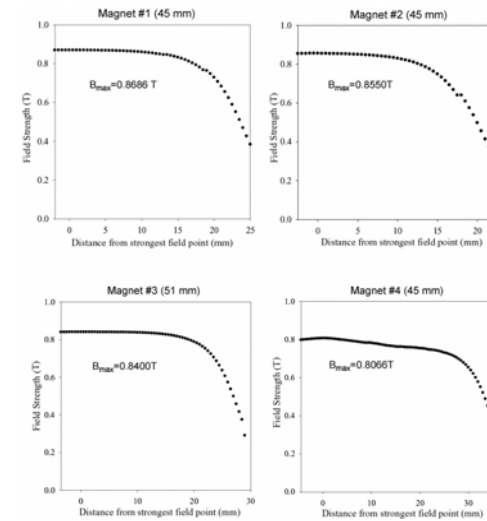 Magnet #1 (45 mm)
1.0
0.8
0.6
0.4
0.2
0.0
Field Strength (T)
Bmax=0.8686 T
0 5 10 15 20 25
Distance from strongest field point (mm)
Magnet #2 (45 mm)
1.0
0.8
0.6
0.4
0.2
0.0
Field Strength (T)
Bmax=0.8550T
0 5 10 15 20
Distance from strongest field point (mm)
Magnet #3 (51 mm)
1.0
0.8
0.6
0.4
0.2
0.0
Field Strength (T)
Bmax=0.8400T
0 10 20 30
Distance from strongest field point (mm)
Magnet #4 (45 mm)
1.0
0.8
0.6
0.4
0.2
0.0
Field Strength (T)
Bmax=0.8066T
0 10 20 30
Distance from strongest field point (mm)